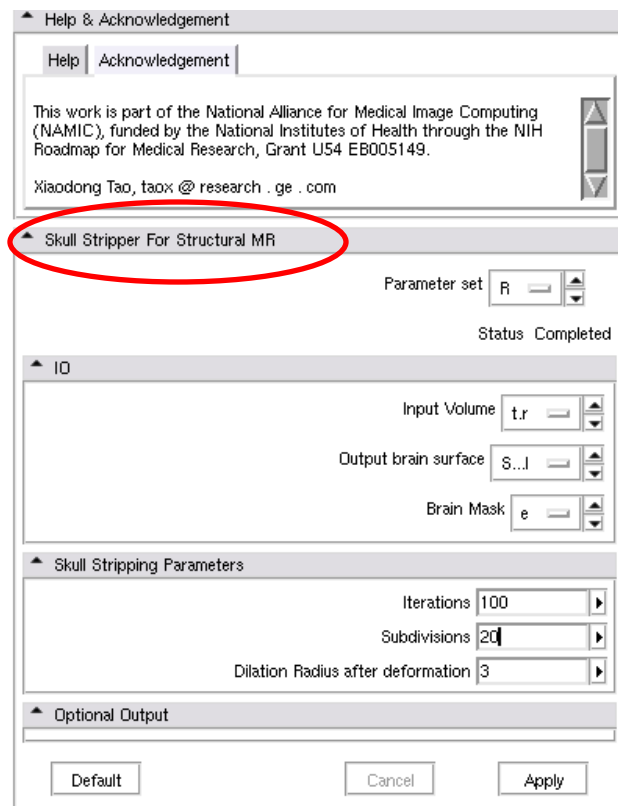 Help & Acknowledgement
Help Acknowledgement
This work is part of the National Alliance for Medical Image Computing
(NAMIC), funded by the National Institutes of Health through the NIH
Roadmap for Medical Research, Grant U54 EB005149.
Xiaodong Tao, taox @ research . ge . com
Skull Stripper For Structural MR
Parameter set R
Status Completed
IO
Input Volume t.r
Output brain surface S...l
Brain Mask e
Skull Stripping Parameters
Iterations 100
Subdivisions 20
Dilation Radius after deformation 3
Optional Output
Default Cancel Apply